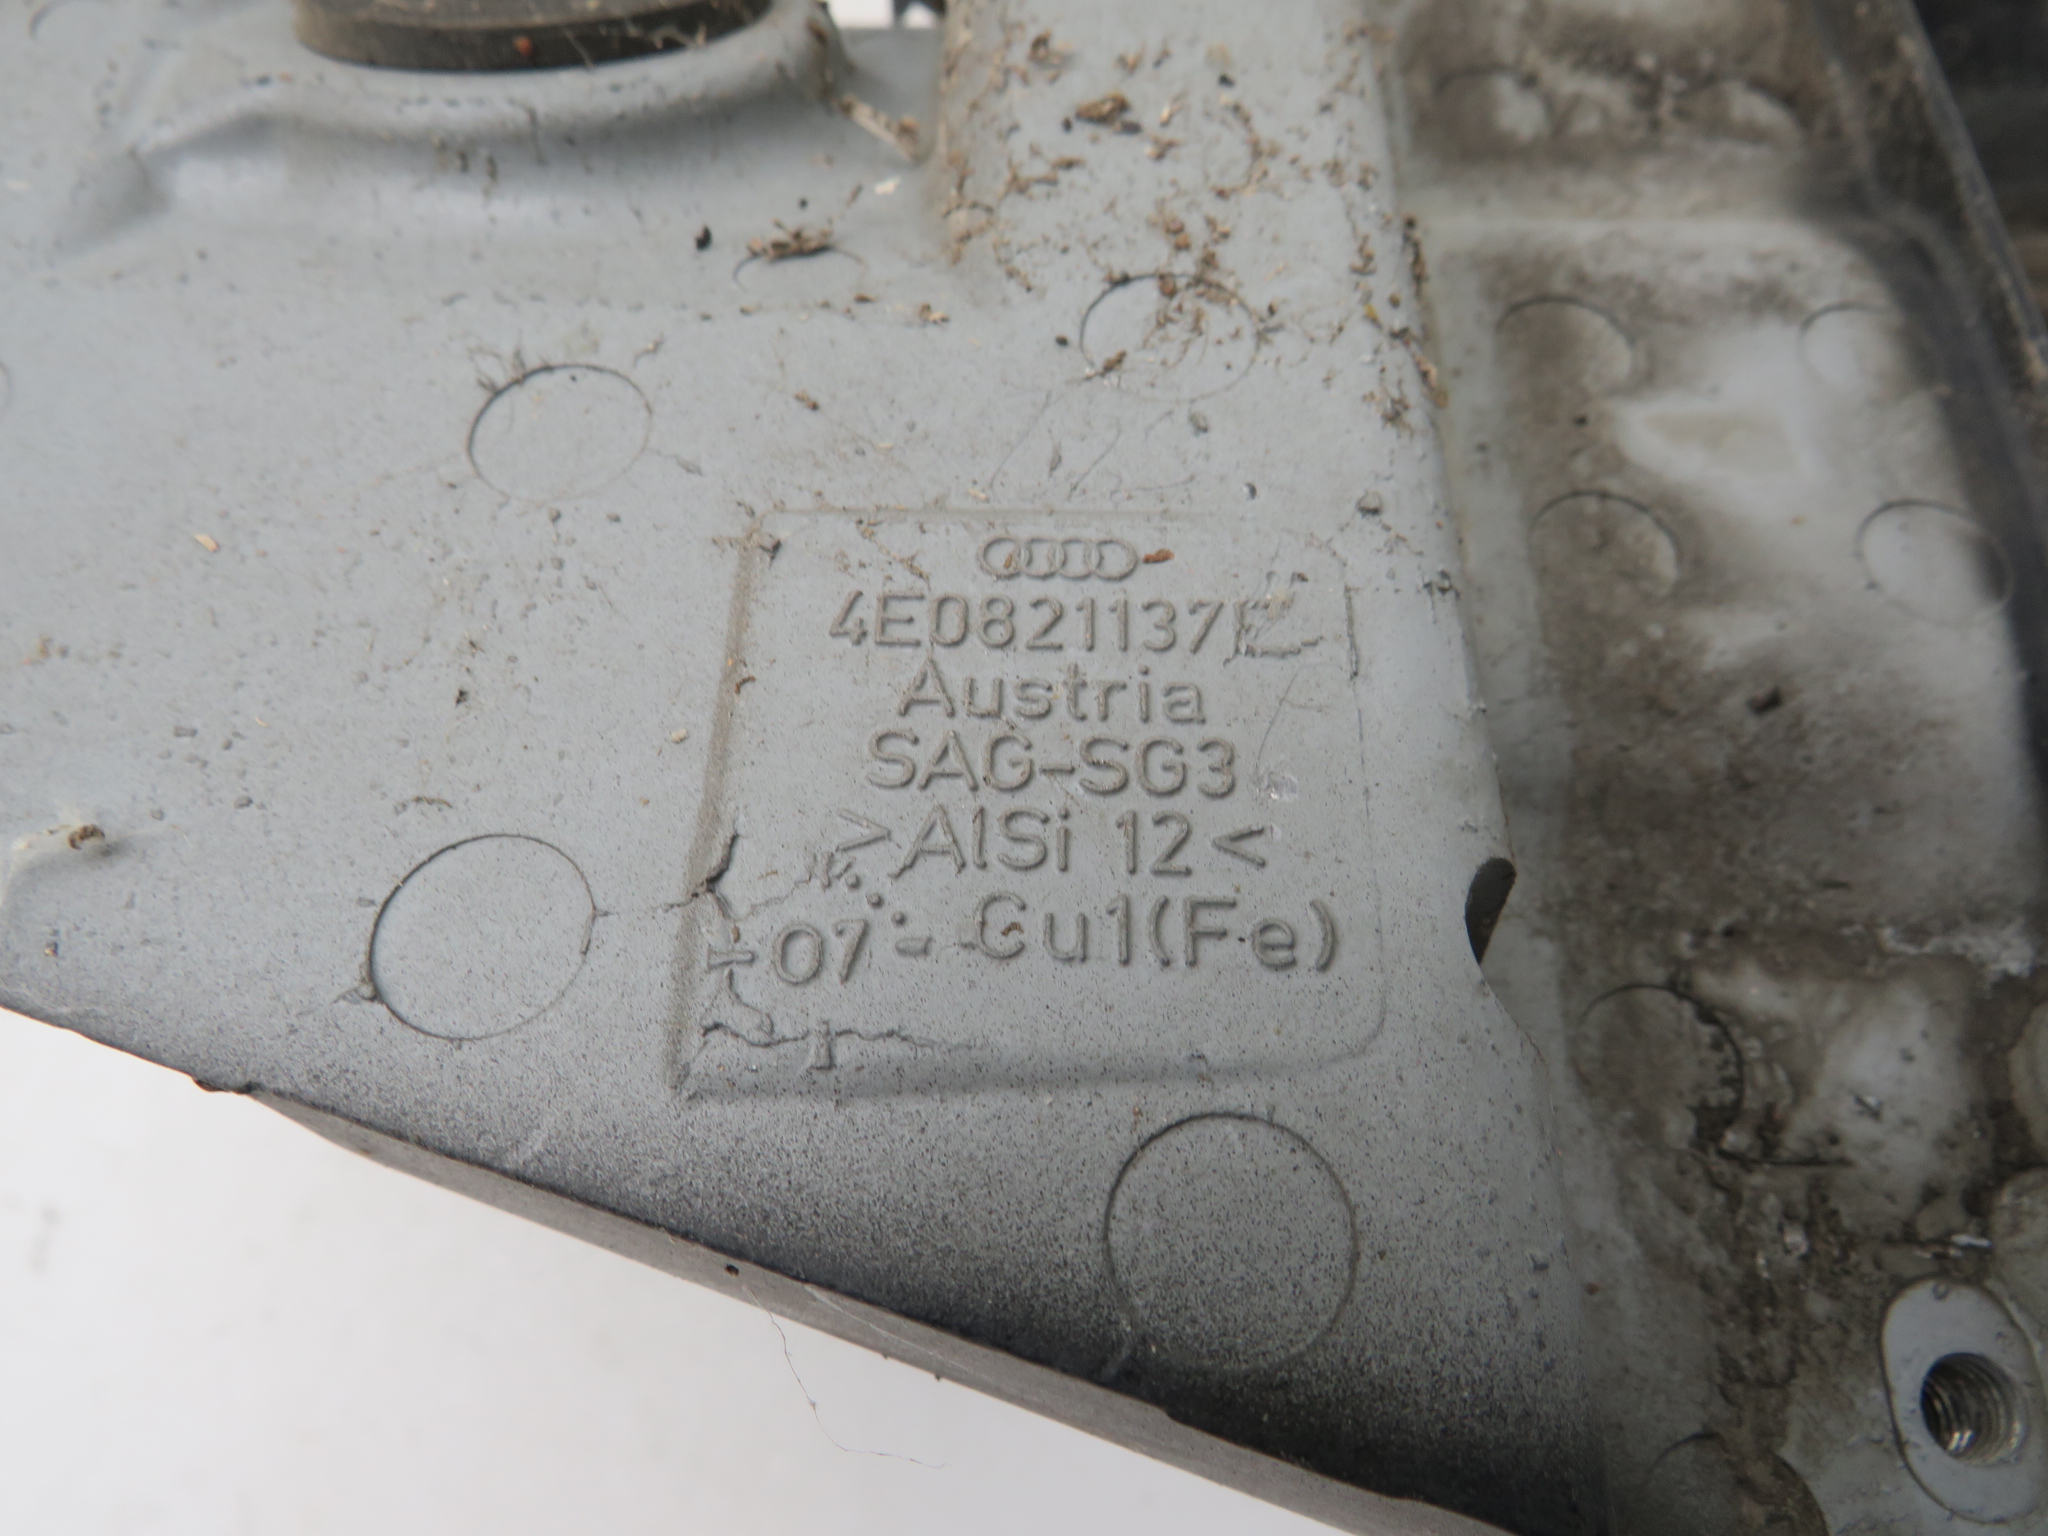 4E0821137E
Austria
SAG-SG3
>AlSi 12<
07 - Cu1(Fe)